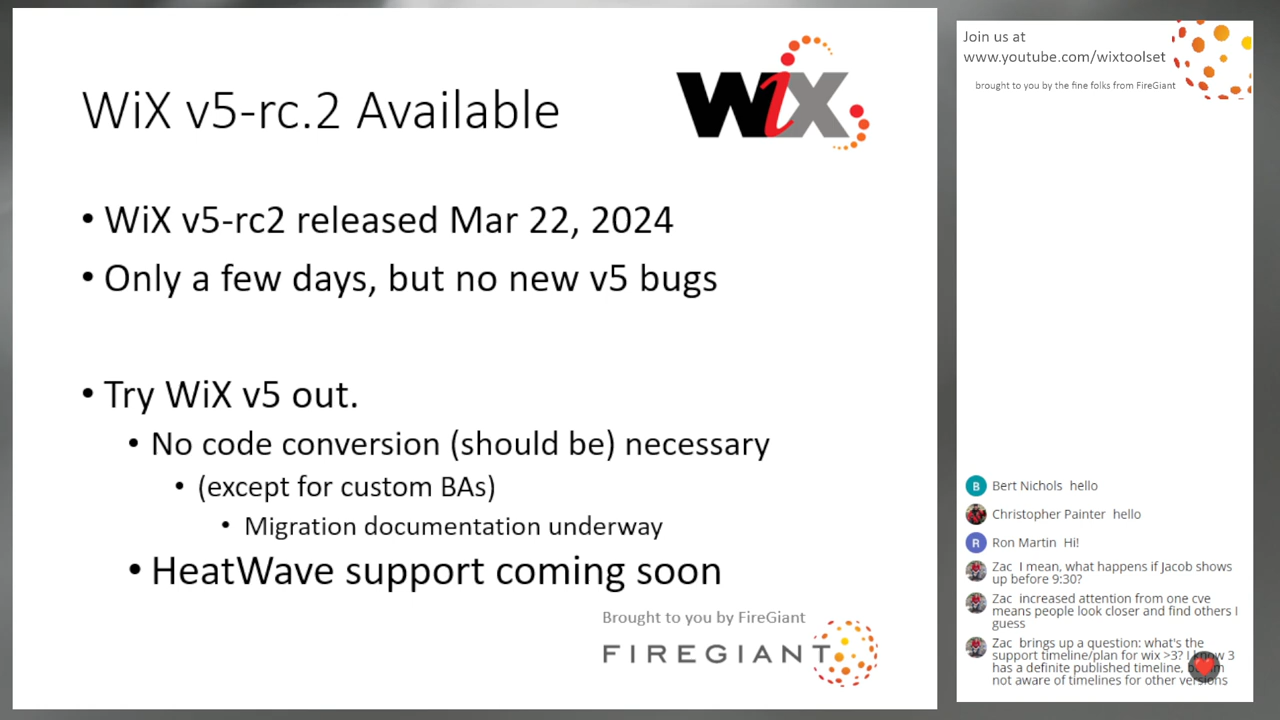 WiX v5-rc.2 Available
WiX
• WiX v5-rc2 released Mar 22, 2024
• Only a few days, but no new v5 bugs
• Try WiX v5 out.
• No code conversion (should be) necessary
• (except for custom BAs)
• Migration documentation underway
• HeatWave support coming soon
Brought to you by FireGiant
FIREGIANT
Join us at
www.youtube.com/wixtoolset
brought to you by the fine folks from FireGiant
B Bert Nichols hello
Christopher Painter hello
R Ron Martin Hi!
Zac I mean, what happens if Jacob shows
up before 9:30?
Zac increased attention from one cve
means people look closer and find others I
guess
Zac brings up a question: what's the
support timeline/plan for wix >3? I know 3
has a definite published timeline,
not aware of timelines for other versions